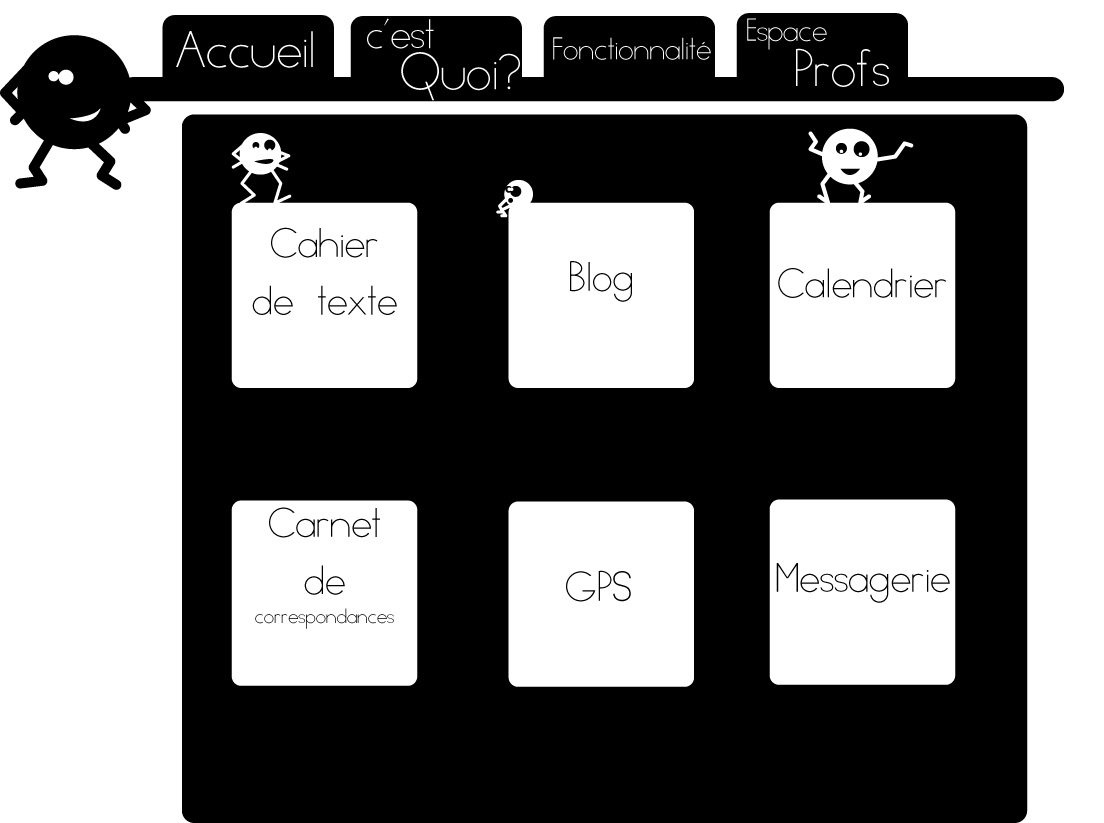 Accueil
c'est
Quoi?
Fonctionnalité
Espace
Profs
Cahier
de texte
Blog
Calendrier
Carnet
de
correspondances
GPS
Messagerie